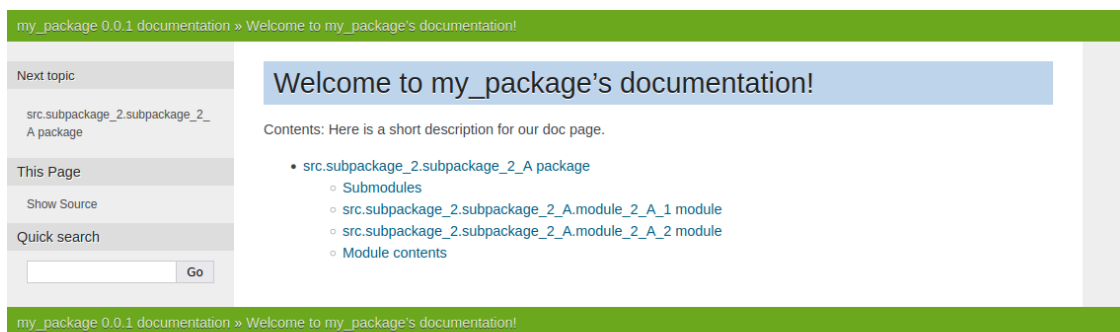 my_package 0.0.1 documentation » Welcome to my_package's documentation!
Next topic
src.subpackage_2.subpackage_2_
A package
This Page
Show Source
Quick search
Go
Welcome to my_package’s documentation!
Contents: Here is a short description for our doc page.
• src.subpackage_2.subpackage_2_A package
◦ Submodules
◦ src.subpackage_2.subpackage_2_A.module_2_A_1 module
◦ src.subpackage_2.subpackage_2_A.module_2_A_2 module
◦ Module contents
my_package 0.0.1 documentation » Welcome to my_package's documentation!